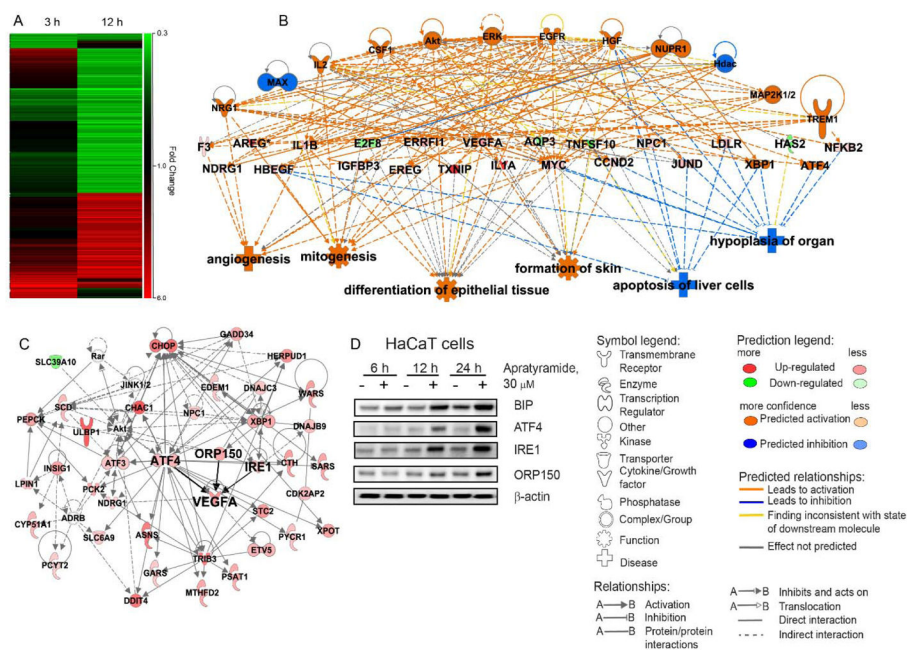 A
3 h
12 h
0.3
-1.0
6.0
Fold Change
B
CSF1
Akt
ERK
EGFR
HGF
NUPR1
IL2
MAX
Hdac
NRG1
MAP2K1/2
TREM1
F3
AREG*
IL1B
E2F8
ERRFI1
VEGFA
AQP3
TNFSF10
NPC1
LDLR
HAS2
NFKB2
NDRG1
HBEGF
IGFBP3
EREG
TXNIP
IL1A
MYC
CCND2
JUND
XBP1
ATF4
angiogenesis
mitogenesis
differentiation of epithelial tissue
formation of skin
apoptosis of liver cells
hypoplasia of organ
C
SLC39A10
Rar
CHOP
GADD34
HERPUD1
JINK1/2
EDEM1
DNAJC3
WARS
SCD
CHAC1
NPC1
PEPCK
Akt
XBP1
DNAJB9
ULBP1
ORP150
INSIG1
ATF3
ATF4
IRE1
CTH
SARS
LPIN1
PCK2
NDRG1
VEGFA
CDK2AP2
CYP51A1
ADRB
SLC6A9
ASNS
STC2
PYCR1
XPOT
PCYT2
GARS
TRIB3
ETV5
PSAT1
MTHFD2
DDIT4
D
HaCaT cells
6 h
12 h
24 h
Apratyramide,
30 µM
- + - + - +
BIP
ATF4
IRE1
ORP150
β-actin
Symbol legend:
Transmembrane
Receptor
Enzyme
Transcription
Regulator
Other
Kinase
Transporter
Cytokine/Growth
factor
Phosphatase
Complex/Group
Function
Disease
Prediction legend:
more
less
Up-regulated
Down-regulated
more confidence
less
Predicted activation
Predicted inhibition
Predicted relationships:
Leads to activation
Leads to inhibition
Finding inconsistent with state
of downstream molecule
Effect not predicted
Relationships:
A B Activation
A B Inhibition
A B Protein/protein
interactions
A B Inhibits and acts on
A B Translocation
Direct interaction
Indirect interaction